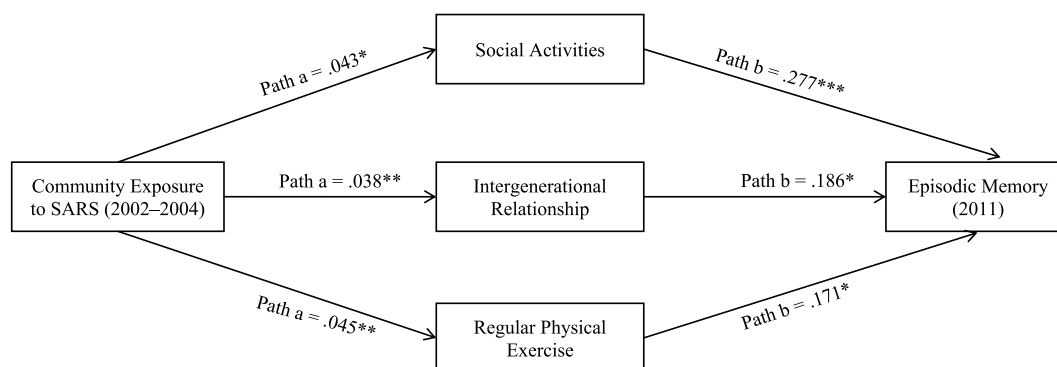 Social Activities
Path a = .043*
Path b = .277***
Community Exposure
to SARS (2002–2004)
Path a = .038**
Intergenerational
Relationship
Path b = .186*
Episodic Memory
(2011)
Path a = .045**
Regular Physical
Exercise
Path b = .171*